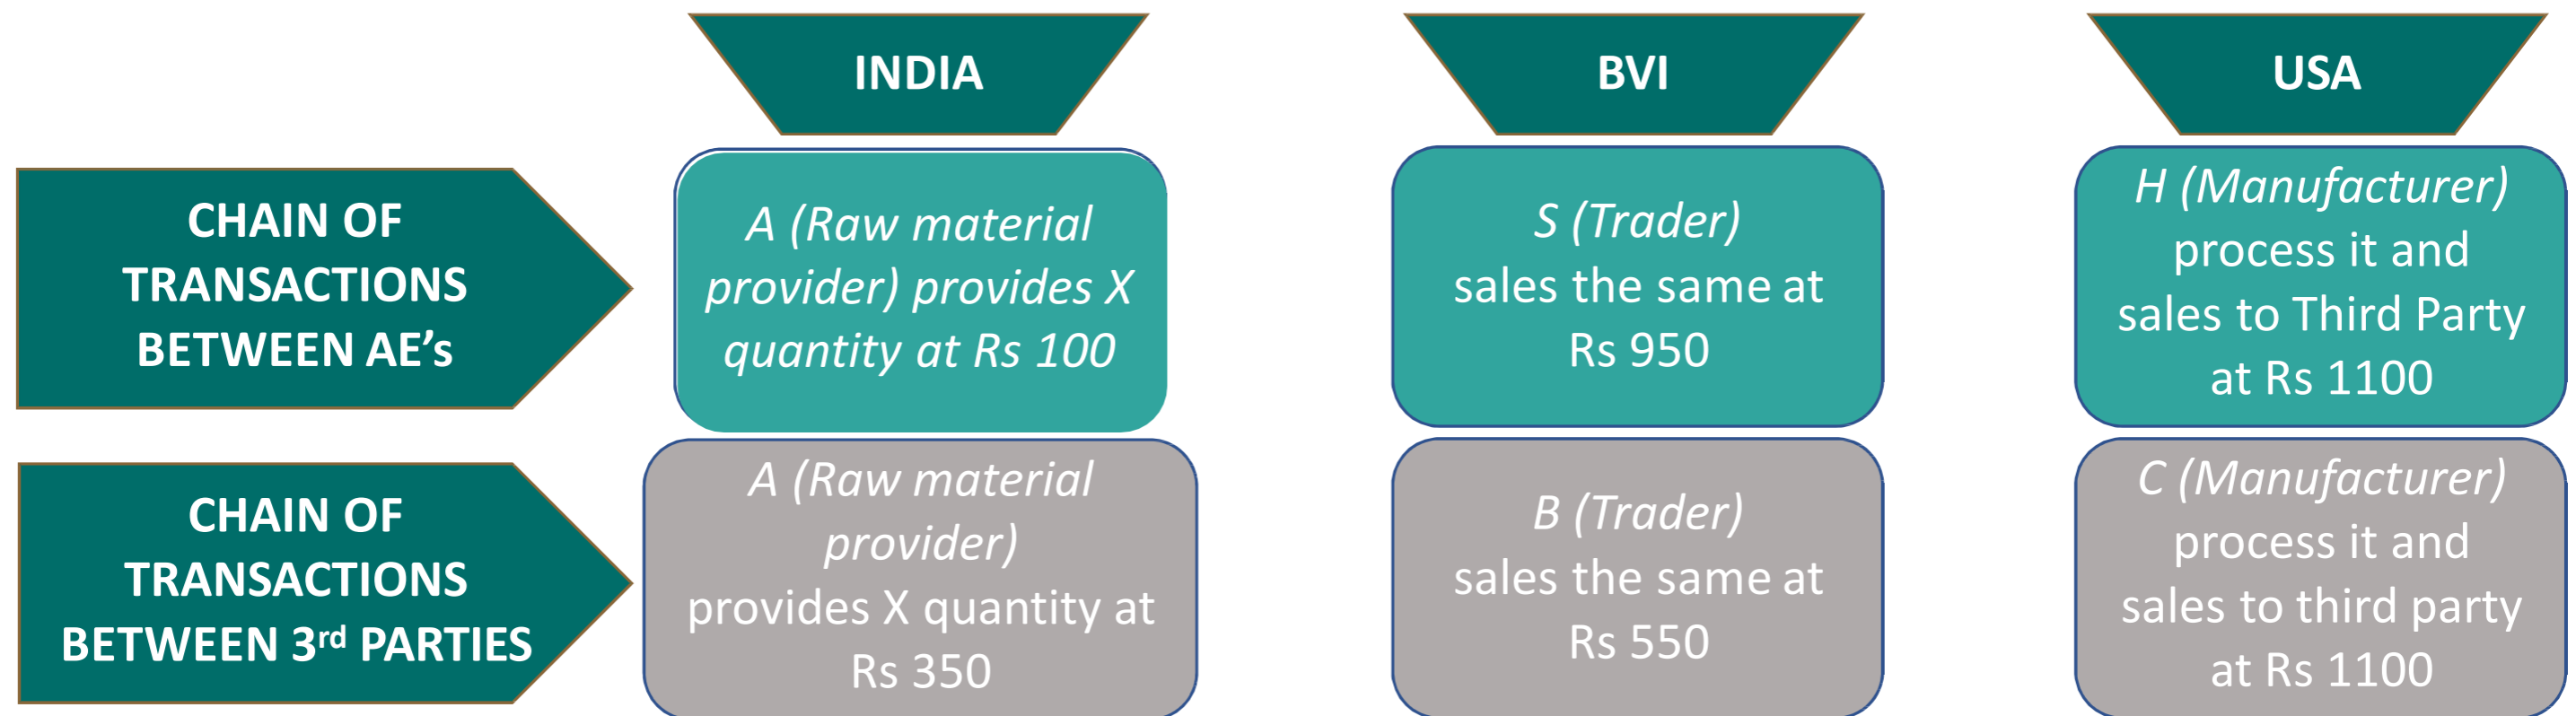 INDIA
BVI
USA
CHAIN OF
TRANSACTIONS
BETWEEN AE’s
A (Raw material
provider) provides X
quantity at Rs 100
S (Trader)
sales the same at
Rs 950
H (Manufacturer)
process it and
sales to Third Party
at Rs 1100
CHAIN OF
TRANSACTIONS
BETWEEN 3rd PARTIES
A (Raw material
provider)
provides X quantity at
Rs 350
B (Trader)
sales the same at
Rs 550
C (Manufacturer)
process it and
sales to third party
at Rs 1100